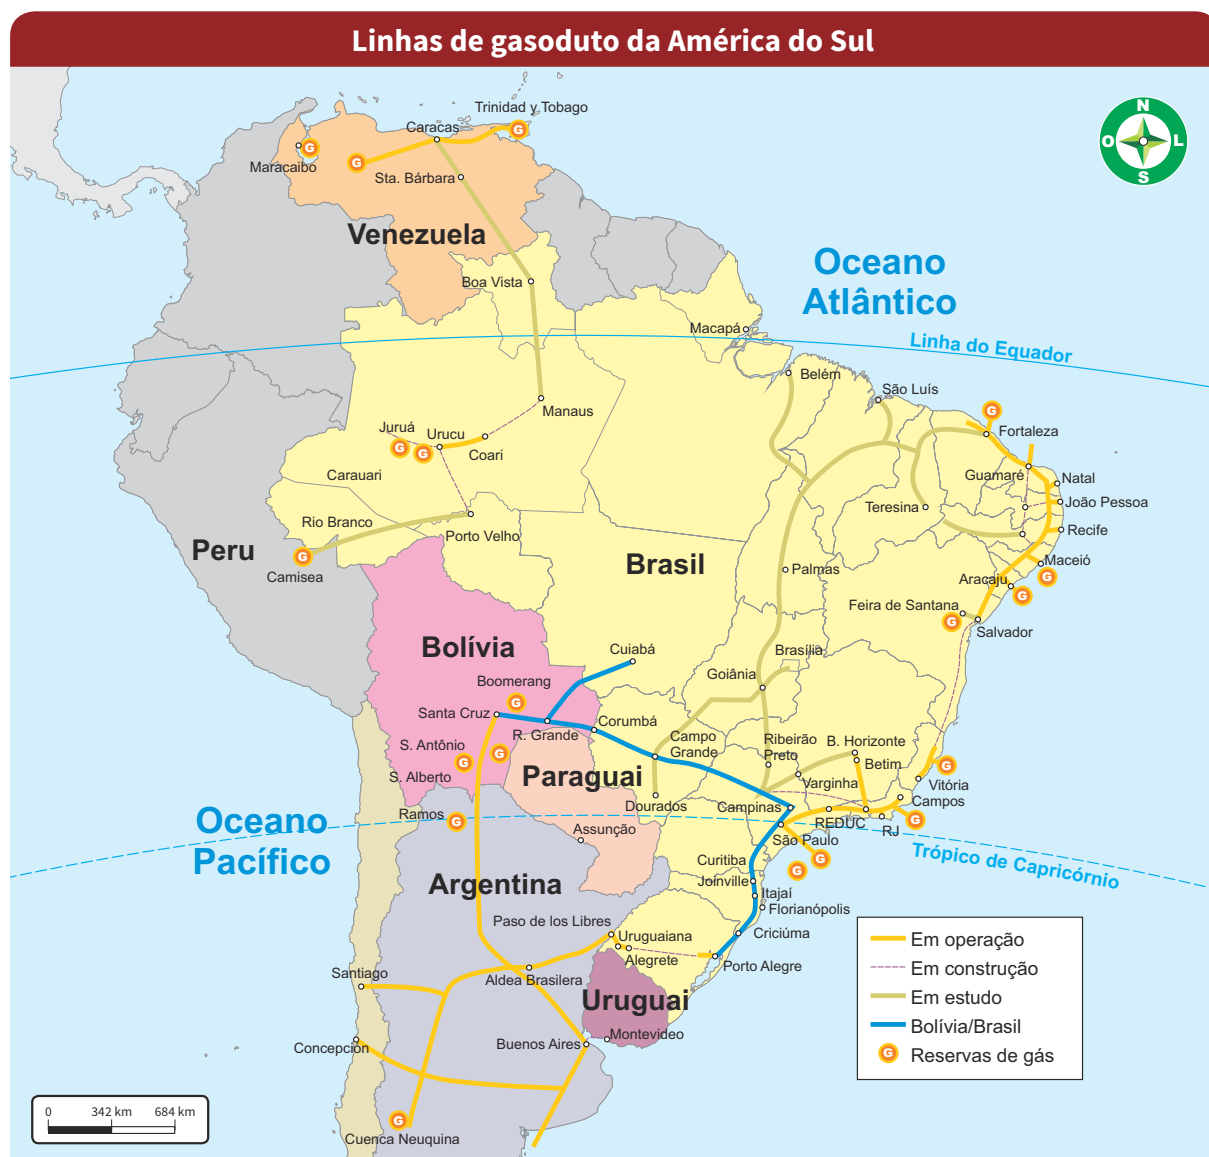 Linhas de gasoduto da América do Sul
N
O
L
S
Trinidad y Tobago
Caracas
G
G
G
Maracaibo
Sta. Bárbara
Venezuela
Boa Vista
Oceano
Atlântico
Macapá
Linha do Equador
Belém
São Luís
Manaus
G
Fortaleza
Juruá
Urucu
G
G
Coari
Carauari
Guamaré
Natal
João Pessoa
Teresina
Rio Branco
Porto Velho
Recife
Peru
G
Camisea
Brasil
Palmas
Maceió
G
Aracaju
G
Feira de Santana
G
Salvador
Bolívia
Cuiabá
Brasília
Boomerang
G
Goiânia
Santa Cruz
R. Grande
Corumbá
Campo
Grande
Ribeirão
Preto
B. Horizonte
Betim
S. Antônio
G
G
S. Alberto
Paraguai
Varginha
G
Vitória
Dourados
Campinas
Campos
Oceano
Pacífico
Ramos
G
Assunção
REDUC
RJ
G
São Paulo
Trópico de Capricórnio
G
G
Curitiba
Joinville
Itajaí
Florianópolis
Argentina
Paso de los Libres
Uruguaiana
Alegrete
Criciúma
Porto Alegre
Santiago
Aldea Brasilera
Uruguai
Montevideo
Concepción
Buenos Aires
G
Cuenca Neuquina
Em operação
Em construção
Em estudo
Bolívia/Brasil
G Reservas de gás
0 342 km 684 km